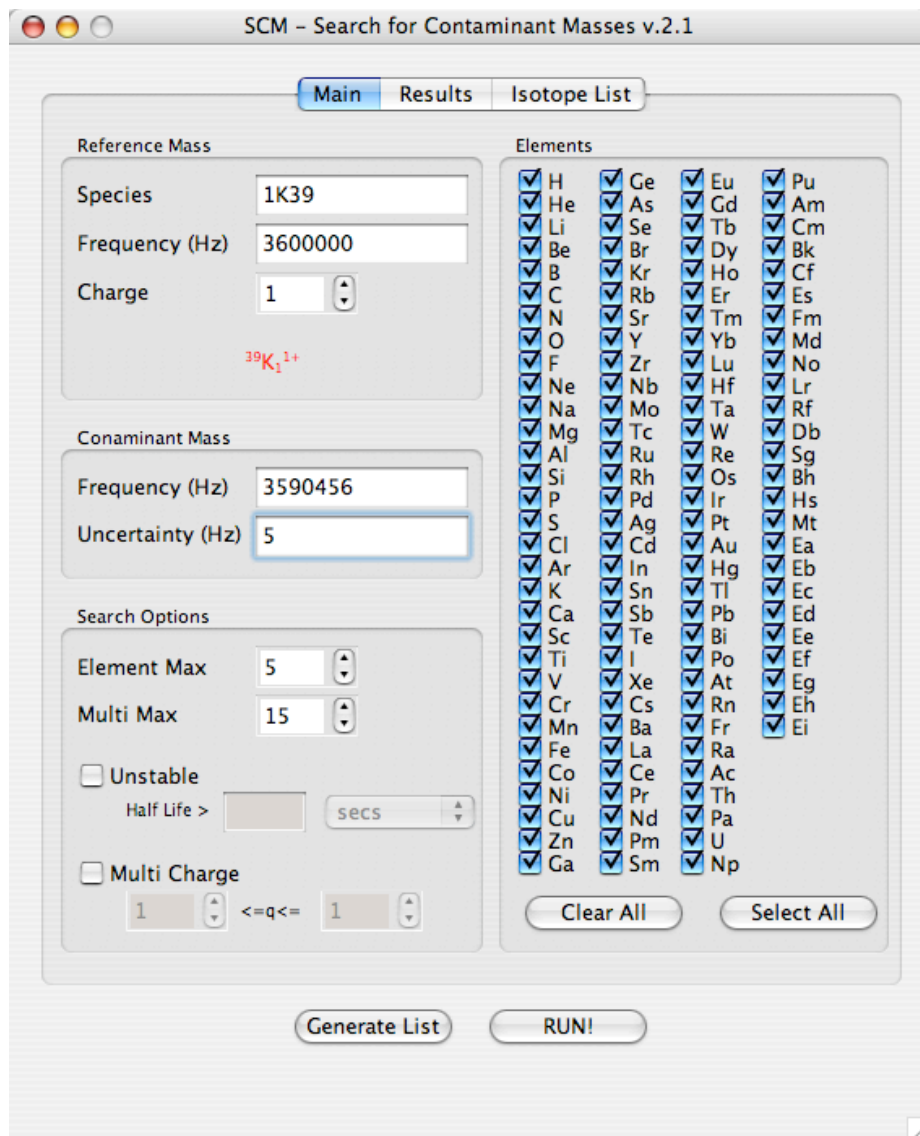 SCM – Search for Contaminant Masses v.2.1
Main Results Isotope List
Reference Mass
Species 1K39
Frequency (Hz) 3600000
Charge 1
³⁹K₁¹⁺
Conaminant Mass
Frequency (Hz) 3590456
Uncertainty (Hz) 5
Search Options
Element Max 5
Multi Max 15
Unstable
Half Life > secs
Multi Charge
1 <=q<= 1
Elements
H Ge Eu Pu
He As Gd Am
Li Se Tb Cm
Be Br Dy Bk
B Kr Ho Cf
C Rb Er Es
N Sr Tm Fm
O Y Yb Md
F Zr Lu No
Ne Nb Hf Lr
Na Mo Ta Rf
Mg Tc W Db
Al Ru Re Sg
Si Rh Os Bh
P Pd Ir Hs
S Ag Pt Mt
Cl Cd Au Ea
Ar In Hg Eb
K Sn Tl Ec
Ca Sb Pb Ed
Sc Te Bi Ee
Ti I Po Ef
V Xe At Eg
Cr Cs Rn Eh
Mn Ba Fr Ei
Fe La Ra
Co Ce Ac
Ni Pr Th
Cu Nd Pa
Zn Pm U
Ga Sm Np
Clear All Select All
Generate List RUN!